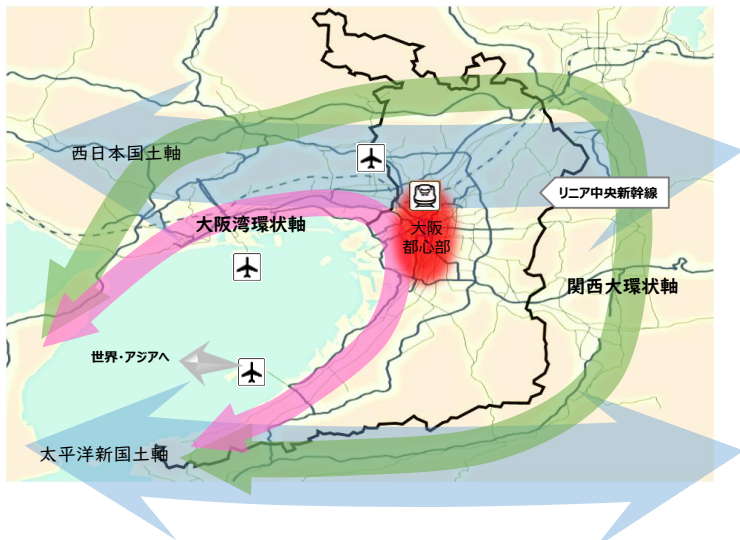 西日本国土軸
リニア中央新幹線
大阪湾環状軸
大阪
都心部
関西大環状軸
世界・アジアへ
太平洋新国土軸